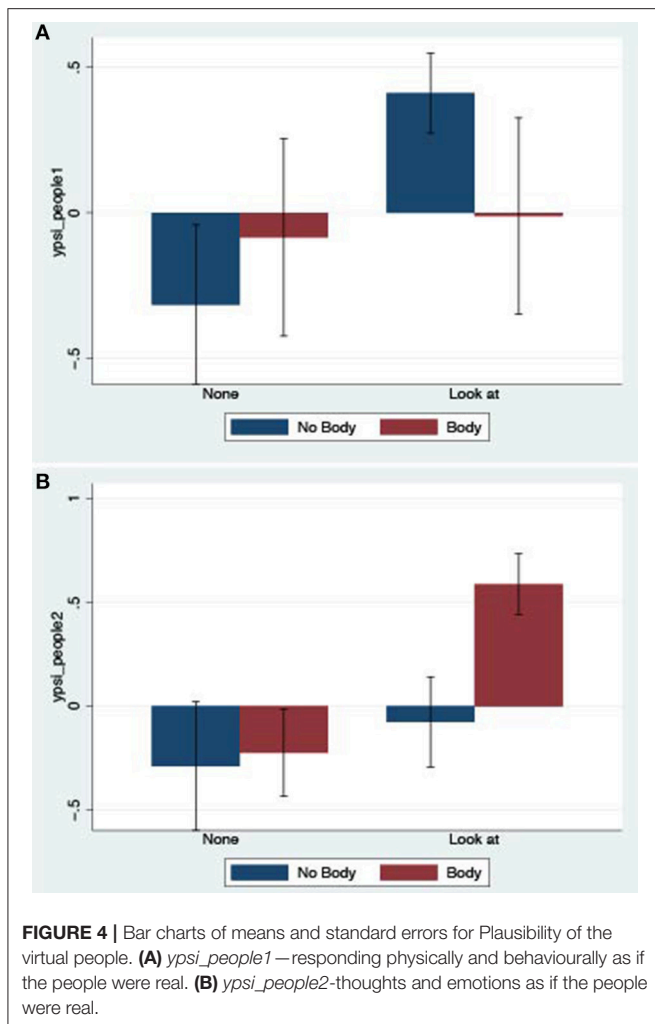 A
.5
0
-.5
ypsi_people1
None Look at
No Body Body
B
1
.5
0
-.5
ypsi_people2
None Look at
No Body Body
FIGURE 4 | Bar charts of means and standard errors for Plausibility of the
virtual people. (A) ypsi_people1—responding physically and behaviourally as if
the people were real. (B) ypsi_people2-thoughts and emotions as if the people
were real.